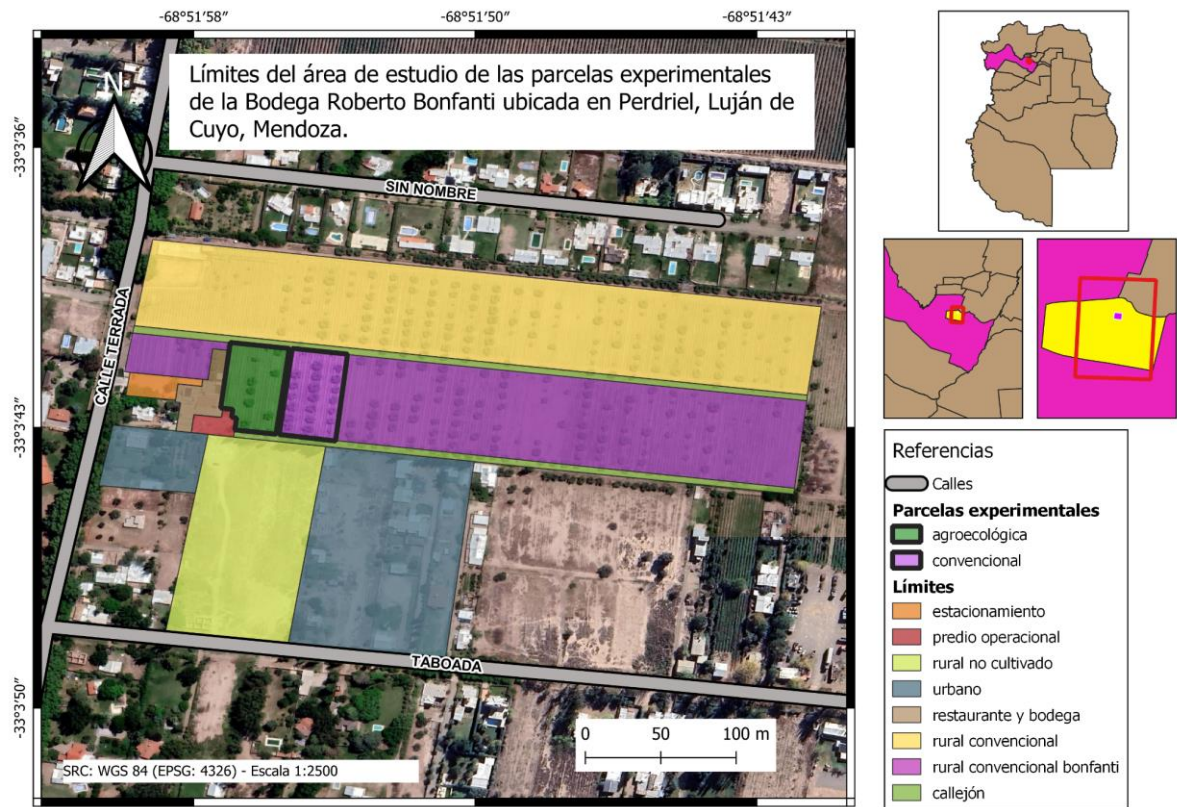 -68°51'58"
-68°51'50"
-68°51'43"
Límites del área de estudio de las parcelas experimentales
de la Bodega Roberto Bonfanti ubicada en Perdriel, Luján de
Cuyo, Mendoza.
N
-33°3'36"
-33°3'43"
-33°3'50"
SIN NOMBRE
CALLE TERRADA
TABOADA
0 50 100 m
SRC: WGS 84 (EPSG: 4326) - Escala 1:2500
Referencias
Calles
Parcelas experimentales
agroecológica
convencional
Límites
estacionamiento
predio operacional
rural no cultivado
urbano
restaurante y bodega
rural convencional
rural convencional bonfanti
callejón